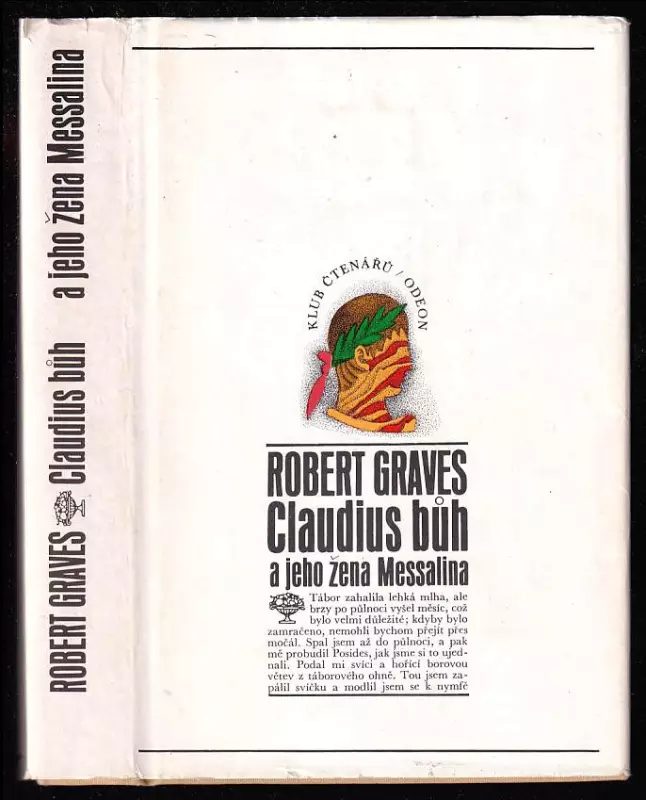 ROBERT GRAVES Claudius bůh a jeho žena Messalina
KLUB ČTENÁŘŮ / ODEON
ROBERT GRAVES
Claudius bůh
a jeho žena Messalina
Tábor zahalila lehká mlha, ale
brzy po půlnoci vyšel měsíc, což
bylo velmi důležité; kdyby bylo
zamračeno, nemohli bychom přejít přes
močál. Spal jsem až do půlnoci, a pak
mě probudil Posides, jak jsme si to ujed-
nali. Podal mi svíci a hořící borovou
větev z táborového ohně. Tou jsem za-
pálil svíčku a modlil jsem se k nymfě